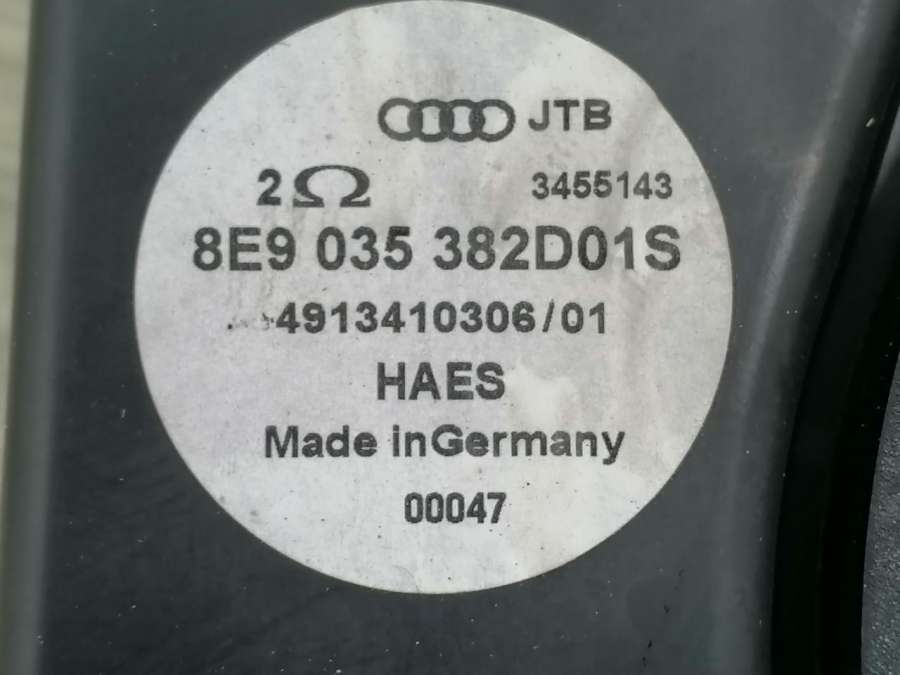 JTB
2Ω 3455143
8E9 035 382D01S
4913410306/01
HAES
Made inGermany
00047